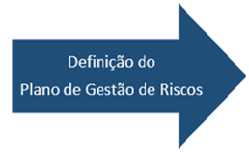 Definição do
Plano de Gestão de Riscos